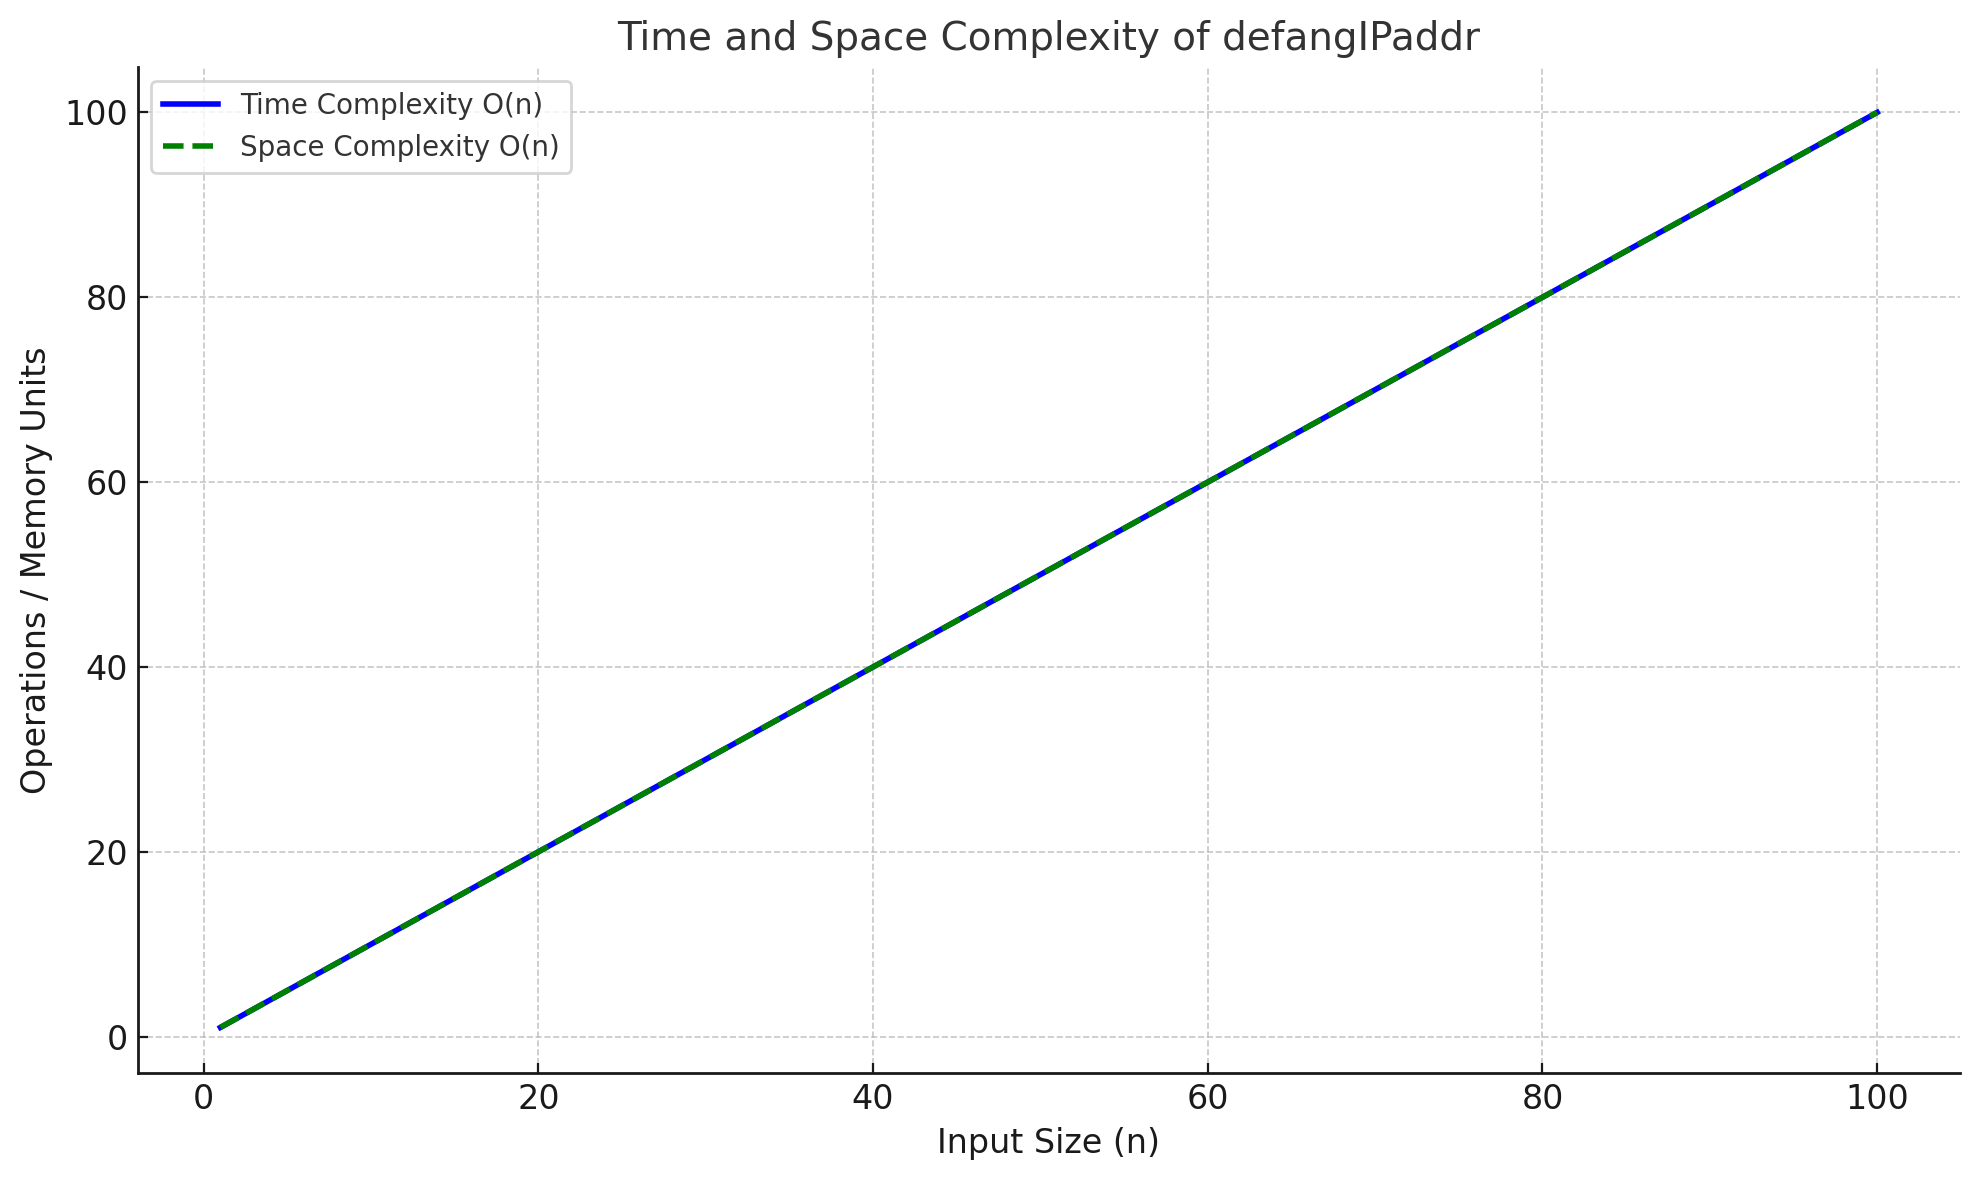 Time and Space Complexity of defangIPaddr
Time Complexity O(n)
Space Complexity O(n)
Operations / Memory Units
100
80
60
40
20
0
0 20 40 60 80 100
Input Size (n)